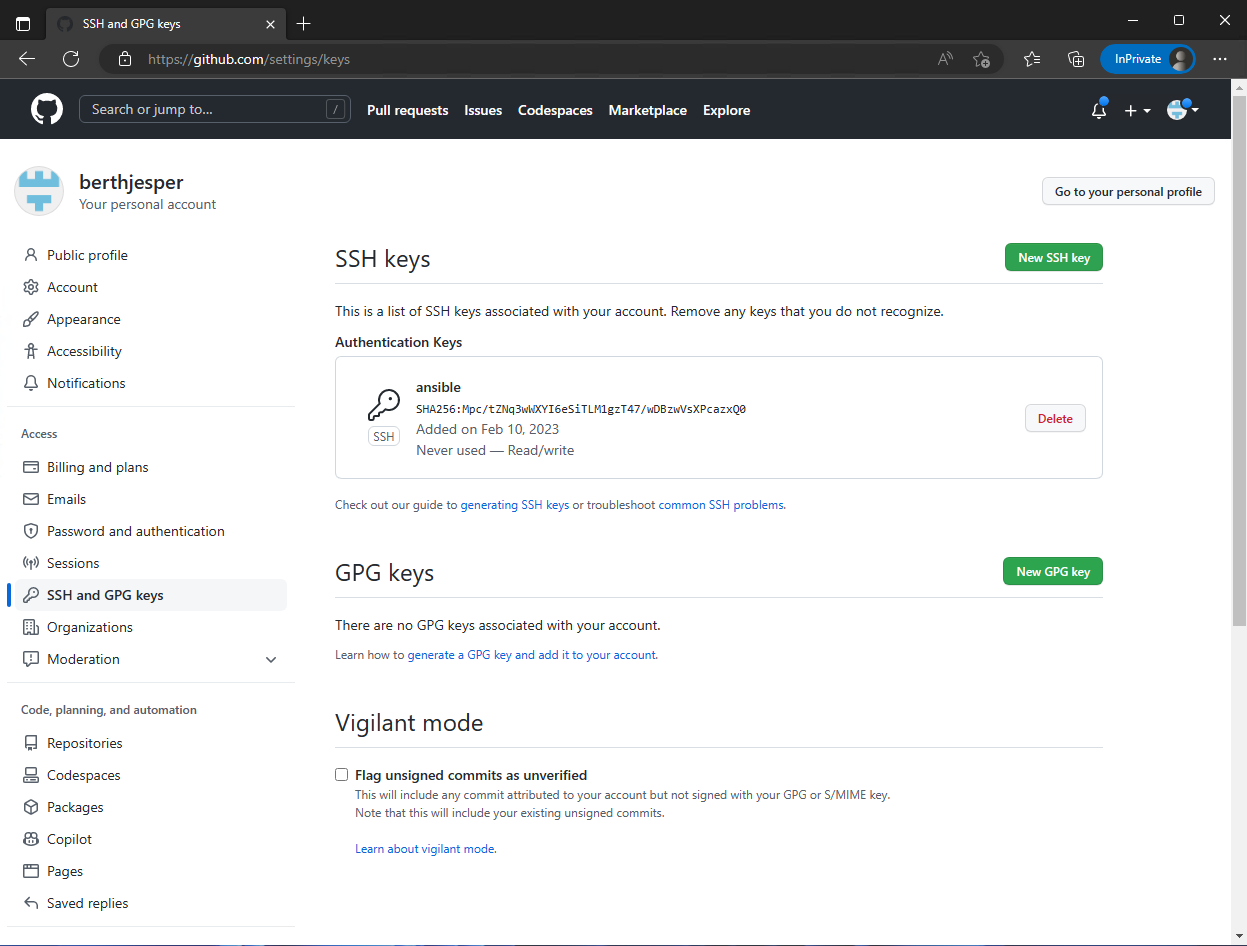 SSH and GPG keys
https://github.com/settings/keys
InPrivate
Search or jump to...
/
Pull requests
Issues
Codespaces
Marketplace
Explore
berthjesper
Your personal account
Go to your personal profile
Public profile
Account
Appearance
Accessibility
Notifications
Access
Billing and plans
Emails
Password and authentication
Sessions
SSH and GPG keys
Organizations
Moderation
Code, planning, and automation
Repositories
Codespaces
Packages
Copilot
Pages
Saved replies
SSH keys
New SSH key
This is a list of SSH keys associated with your account. Remove any keys that you do not recognize.
Authentication Keys
ansible
SHA256:Mpc/tZNq3wWXYI6eSiTLM1gzT47/wDBzwVsXPcazxQ0
Added on Feb 10, 2023
Never used — Read/write
SSH
Delete
Check out our guide to generating SSH keys or troubleshoot common SSH problems.
GPG keys
New GPG key
There are no GPG keys associated with your account.
Learn how to generate a GPG key and add it to your account.
Vigilant mode
Flag unsigned commits as unverified
This will include any commit attributed to your account but not signed with your GPG or S/MIME key.
Note that this will include your existing unsigned commits.
Learn about vigilant mode.